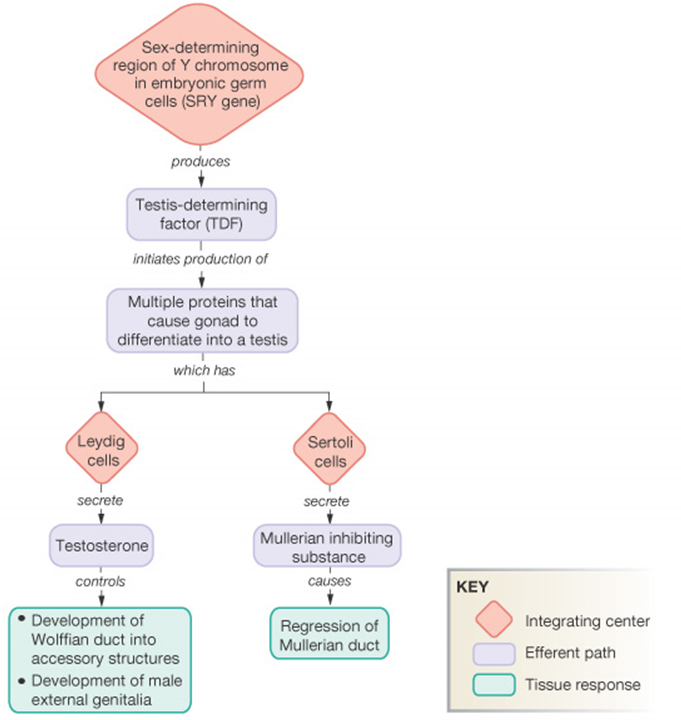 Sex-determining
region of Y chromosome
in embryonic germ
cells (SRY gene)
produces
Testis-determining
factor (TDF)
initiates production of
Multiple proteins that
cause gonad to
differentiate into a testis
which has
Leydig
cells
secrete
Testosterone
controls
• Development of
Wolffian duct into
accessory structures
• Development of male
external genitalia
Sertoli
cells
secrete
Mullerian inhibiting
substance
causes
Regression of
Mullerian duct
KEY
Integrating center
Efferent path
Tissue response